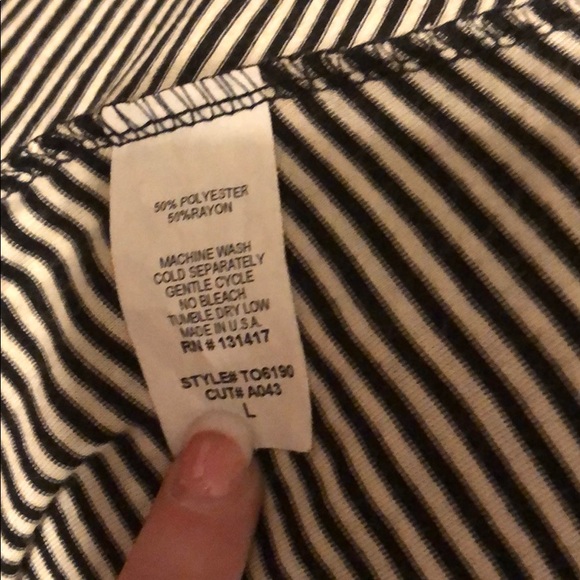 50% POLYESTER
50%RAYON
MACHINE WASH
COLD SEPARATELY
GENTLE CYCLE
NO BLEACH
TUMBLE DRY LOW
MADE IN U.S.A.
RN # 131417
STYLE# TO6190
CUT# A043
L